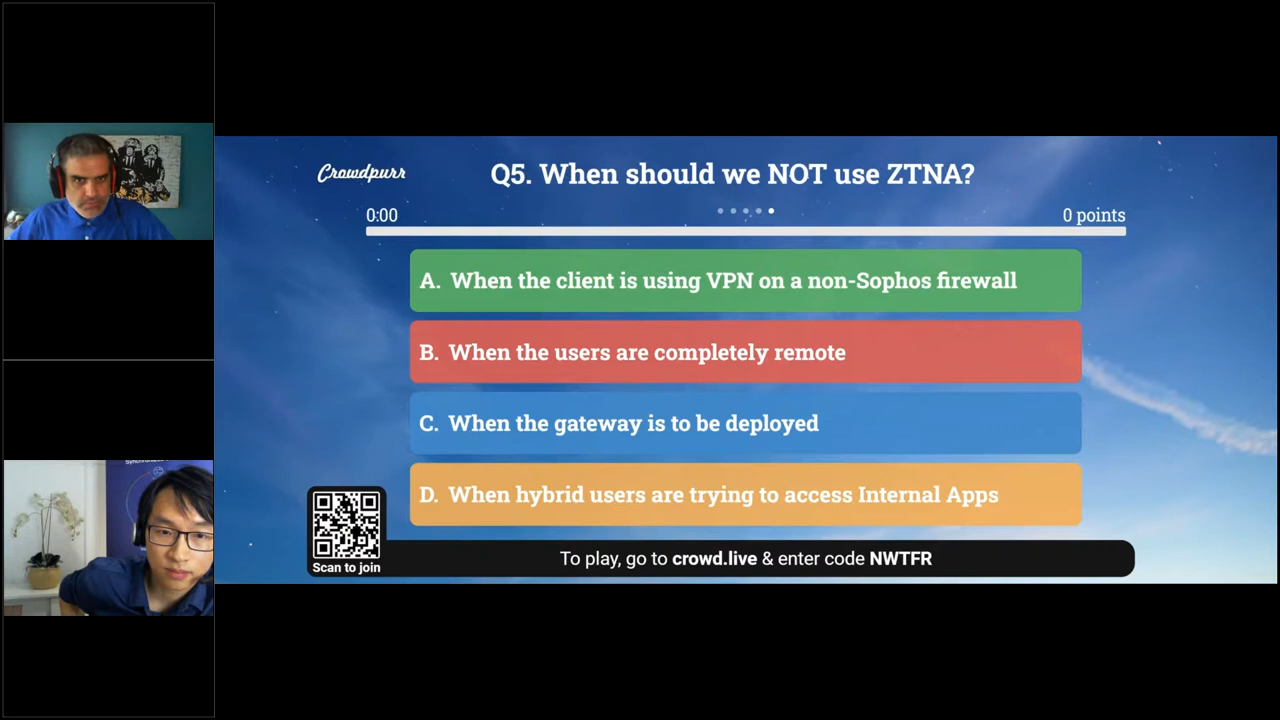 Crowdpurr
Q5. When should we NOT use ZTNA?
0:00
0 points
A. When the client is using VPN on a non-Sophos firewall
B. When the users are completely remote
C. When the gateway is to be deployed
D. When hybrid users are trying to access Internal Apps
Scan to join
To play, go to crowd.live & enter code NWTFR